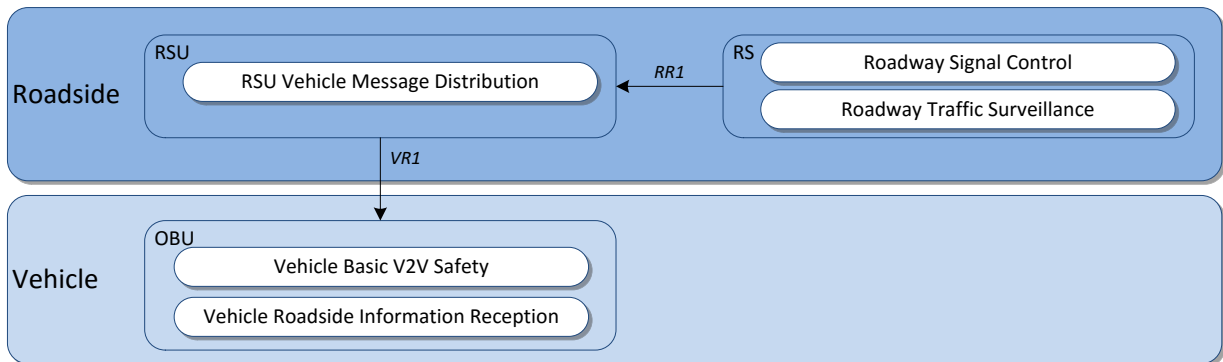 RSU
RSU Vehicle Message Distribution
RR1
RS
Roadway Signal Control
Roadway Traffic Surveillance
Roadside
VR1
OBU
Vehicle Basic V2V Safety
Vehicle Roadside Information Reception
Vehicle